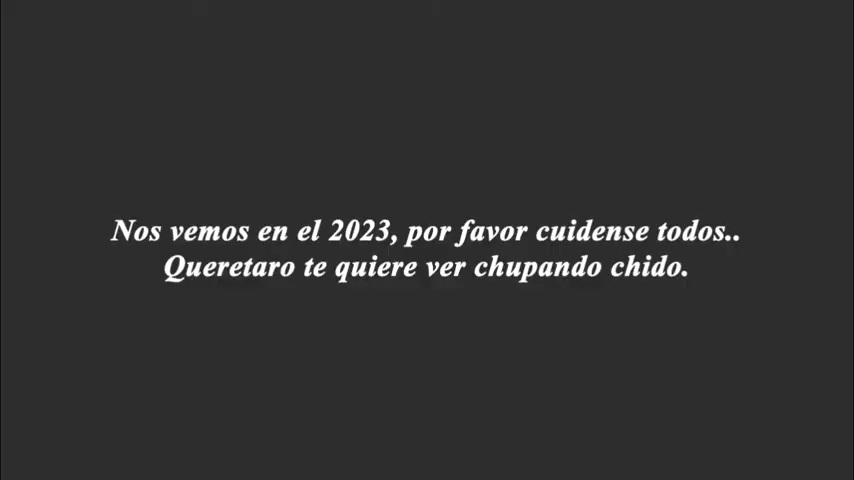 Nos vemos en el 2023, por favor cuidense todos..
Queretaro te quiere ver chupando chido.